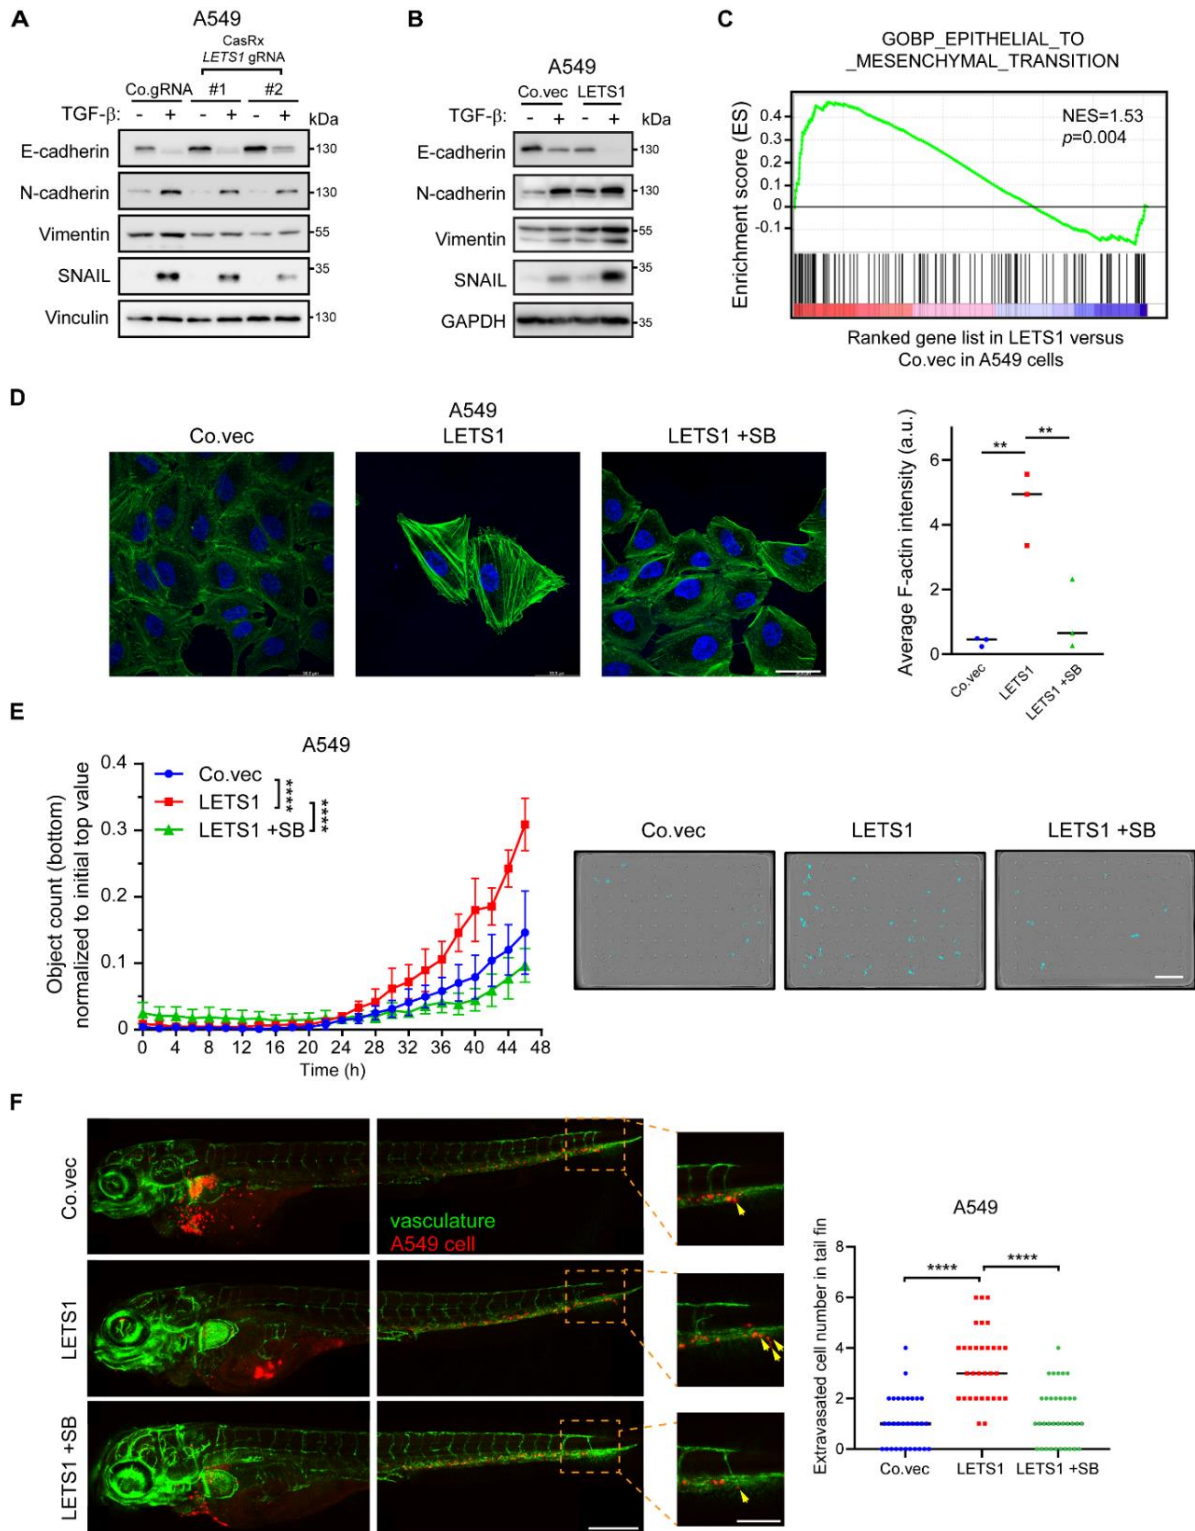 A
A549
CasRx
LETS1 gRNA
Co.gRNA #1 #2
TGF-β: - + - + - + kDa
E-cadherin 130
N-cadherin 130
Vimentin 55
SNAIL 35
Vinculin 130
B
A549
Co.vec LETS1
TGF-β: - + - + kDa
E-cadherin 130
N-cadherin 130
Vimentin 55
SNAIL 35
GAPDH 35
C
GOBP_EPITHELIAL_TO
_MESENCHYMAL_TRANSITION
Enrichment score (ES)
0.4
0.3
0.2
0.1
0
-0.1
NES=1.53
p=0.004
Ranked gene list in LETS1 versus
Co.vec in A549 cells
D
A549
Co.vec LETS1 LETS1 +SB
Average F-actin intensity (a.u.)
6
4
2
0
** **
Co.vec LETS1 LETS1 +SB
E
A549
Object count (bottom)
normalized to initial top value
0.4
0.3
0.2
0.1
0
Co.vec
LETS1
LETS1 +SB
****
****
0 4 8 12 16 20 24 28 32 36 40 44 48
Time (h)
Co.vec LETS1 LETS1 +SB
F
Co.vec
LETS1
LETS1 +SB
vasculature
A549 cell
A549
Extravasated cell number in tail fin
8
6
4
2
0
**** ****
Co.vec LETS1 LETS1 +SB